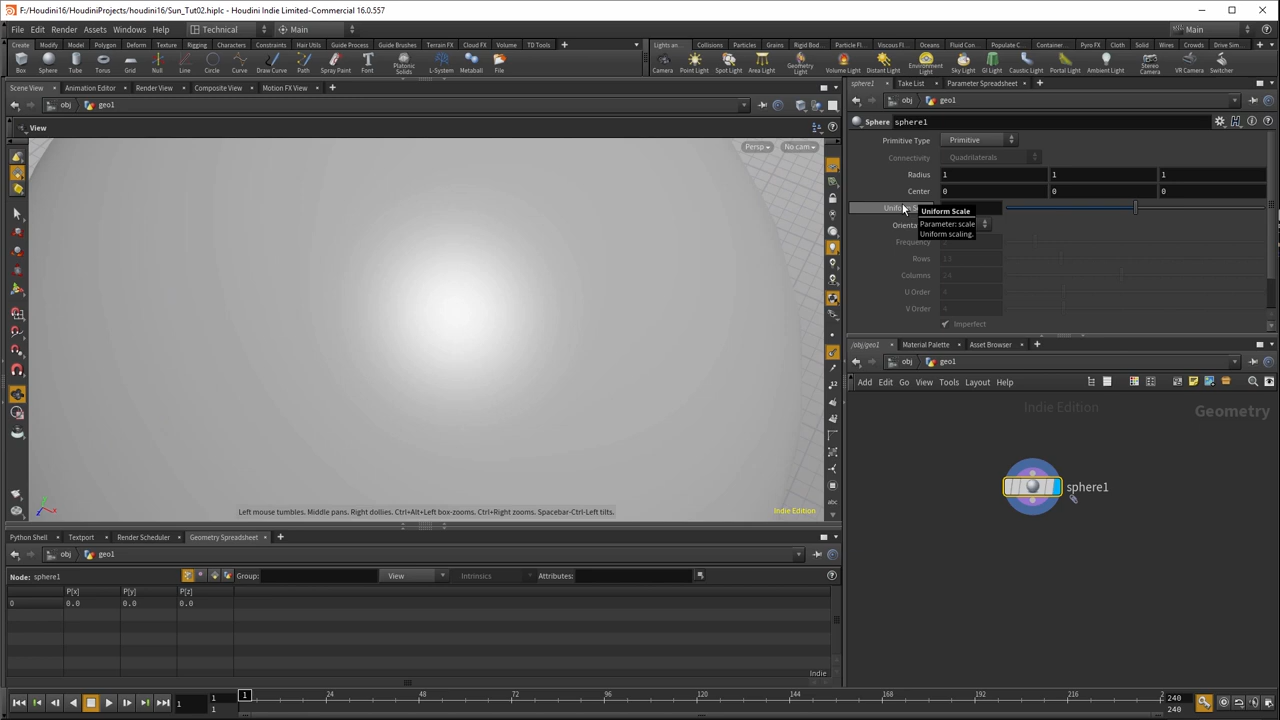 F:/Houdini16/HoudiniProjects/houdini16/Sun_Tut02.hiplc - Houdini Indie Limited-Commercial 16.0.557
File Edit Render Assets Windows Help Technical Main Main
Create Modify Model Polygon Deform Texture Rigging Characters Constraints Hair Utils Guide Process Guide Brushes Terrain FX Cloud FX Volume TD Tools
Lights an... Collisions Particles Grains Rigid Bod... Particle Fl... Viscous Fl... Oceans Fluid Con... Populate C... Container... Pyro FX Cloth Solid Wires Crowds Drive Sim...
Box Sphere Tube Torus Grid Null Line Circle Curve Draw Curve Path Spray Paint Font Platonic Solids L-System Metaball File
Camera Point Light Spot Light Area Light Geometry Light Volume Light Distant Light Environment Light Sky Light GI Light Caustic Light Portal Light Ambient Light Stereo Camera VR Camera Switcher
Scene View Animation Editor Render View Composite View Motion FX View
obj geo1
View
Persp No cam
Left mouse tumbles. Middle pans. Right dollies. Ctrl+Alt+Left box-zooms. Ctrl+Right zooms. Spacebar-Ctrl-Left tilts.
Indie Edition
abc
sphere1 Take List Parameter Spreadsheet
obj geo1
Sphere sphere1
Primitive Type Primitive
Connectivity Quadrilaterals
Radius 1 1 1
Center 0 0 0
Uniform S
Uniform Scale
Parameter: scale
Uniform scaling.
Orienta
Frequency
Rows 13
Columns 24
U Order 4
V Order 4
Imperfect
/obj/geo1 Material Palette Asset Browser
obj geo1
Add Edit Go View Tools Layout Help
Indie Edition
Geometry
sphere1
Python Shell Textport Render Scheduler Geometry Spreadsheet
obj geo1
Node: sphere1 Group: View Intrinsics Attributes:
P[x] P[y] P[z]
0 0.0 0.0 0.0
Indie
1 1 1 1 24 48 72 96 120 144 168 192 216 2 240 240